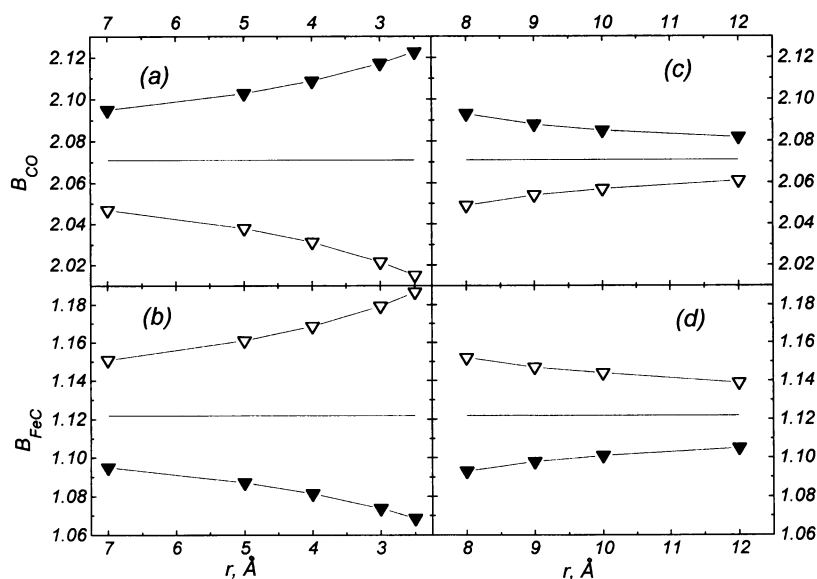 7 6 5 4 3 8 9 10 11 12
2.12 (a) (c) 2.12
2.10 2.10
2.08 2.08
B_CO
2.06 2.06
2.04 2.04
2.02 2.02
1.18 (b) (d) 1.18
1.16 1.16
1.14 1.14
B_FeC
1.12 1.12
1.10 1.10
1.08 1.08
1.06 1.06
7 6 5 4 3 8 9 10 11 12
r, Å r, Å